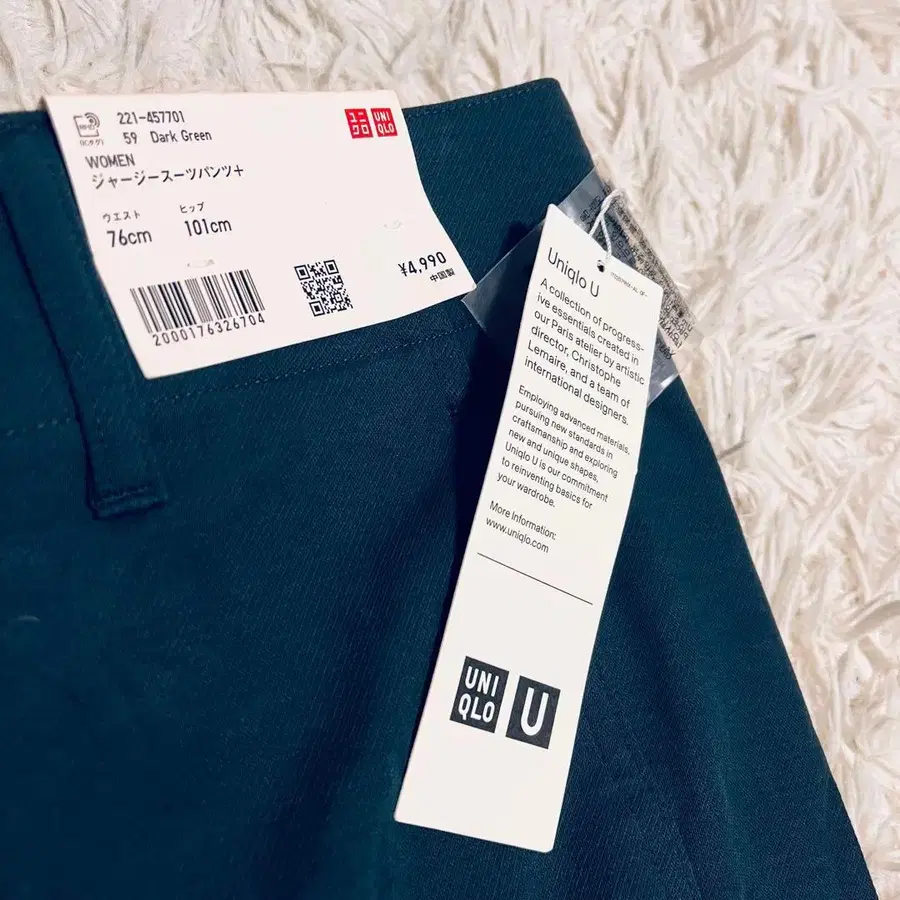 221-457701
59 Dark Green
WOMEN
ジャージースーツパンツ+
ウエスト
ヒップ
76cm
101cm
¥4,990
中国製
2000176326704
ユニ
クロ
UNI
QLO
Uniqlo U
A collection of progress-
ive essentials created in
our Paris atelier by artistic
director, Christophe
Lemaire, and a team of
international designers.
Employing advanced materials,
pursuing new standards in
craftsmanship and exploring
new and unique shapes,
Uniqlo U is our commitment
to reinventing basics for
your wardrobe.
More Information:
www.uniqlo.com
UNI
QLO
U